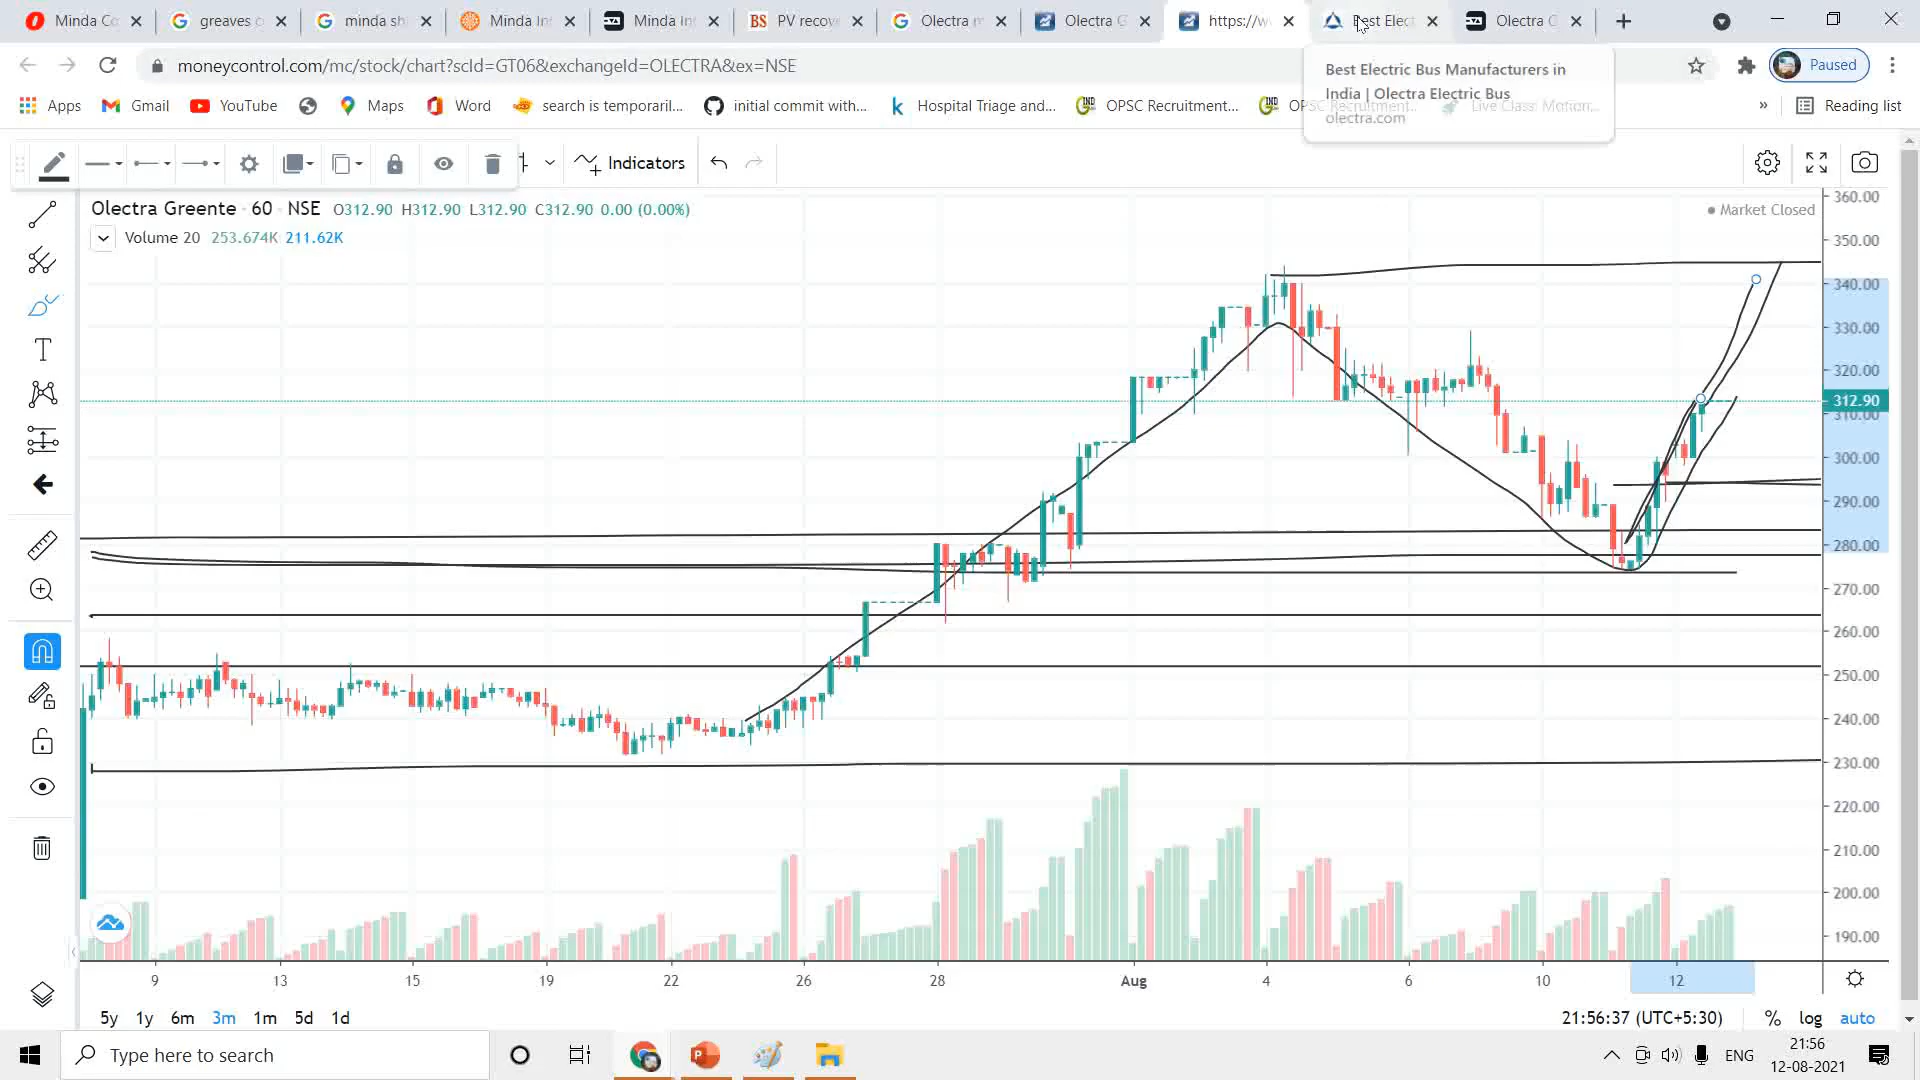 Minda Co
greaves c
minda sh
Minda In
Minda In
BS PV recov
Olectra m
Olectra G
https://w
Best Elect
Olectra G
moneycontrol.com/mc/stock/chart?scId=GT06&exchangeId=OLECTRA&ex=NSE
Paused
Best Electric Bus Manufacturers in
India | Olectra Electric Bus
olectra.com
Apps
Gmail
YouTube
Maps
Word
search is temporaril...
initial commit with...
Hospital Triage and...
OPSC Recruitment...
OPSC Recruitment...
Live Class: Motion...
Reading list
Indicators
Olectra Greente · 60 · NSE O312.90 H312.90 L312.90 C312.90 0.00 (0.00%)
Market Closed
Volume 20 253.674K 211.62K
360.00
350.00
340.00
330.00
320.00
312.90
310.00
300.00
290.00
280.00
270.00
260.00
250.00
240.00
230.00
220.00
210.00
200.00
190.00
9 13 15 19 22 26 28 Aug 4 6 10 12
5y 1y 6m 3m 1m 5d 1d
21:56:37 (UTC+5:30) % log auto
Type here to search
ENG
21:56
12-08-2021